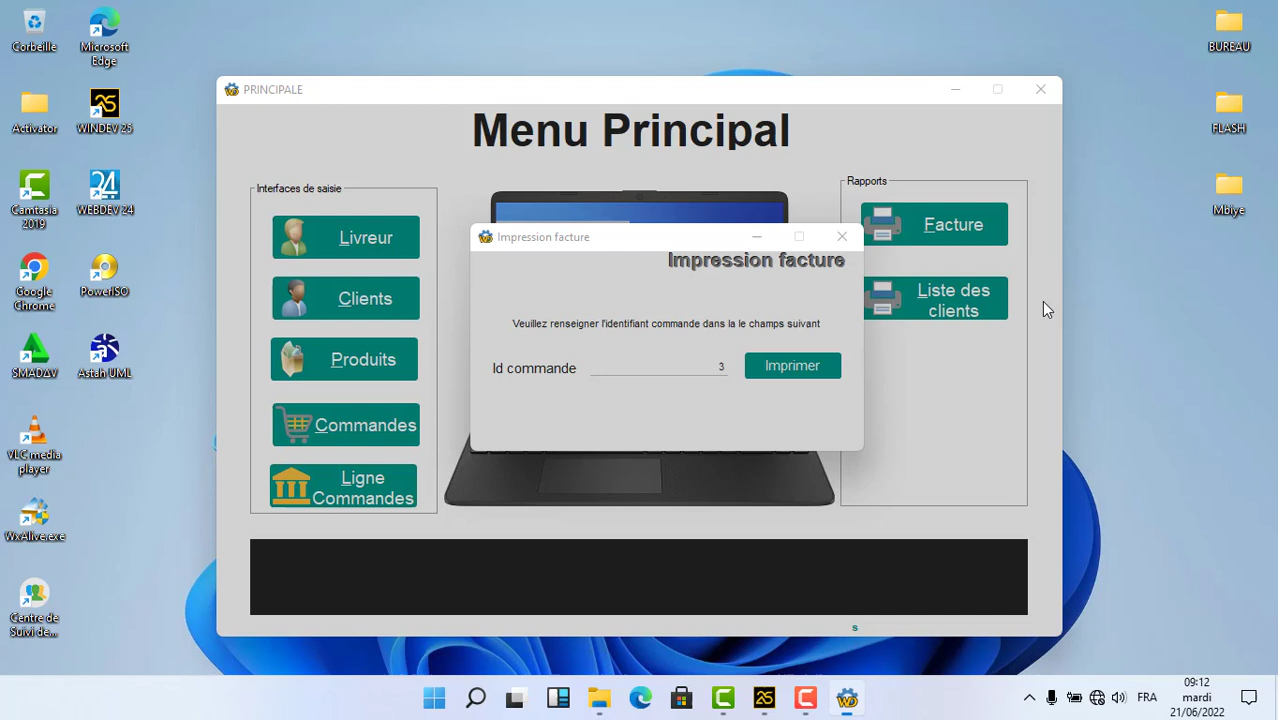 Corbeille
Microsoft
Edge
Activator
WINDEV 25
Camtasia
2019
WEBDEV 24
Google
Chrome
PowerISO
SMADΔV
Astah UML
VLC media
player
WxAlive.exe
Centre de
Suivi de...
BUREAU
FLASH
Mbiye
PRINCIPALE
Menu Principal
Interfaces de saisie
Livreur
Clients
Produits
Commandes
Ligne
Commandes
Rapports
Facture
Liste des
clients
Impression facture
Impression facture
Veuillez renseigner l'identifiant commande dans la le champs suivant
Id commande
3
Imprimer
s
25
FRA
09:12
mardi
21/06/2022